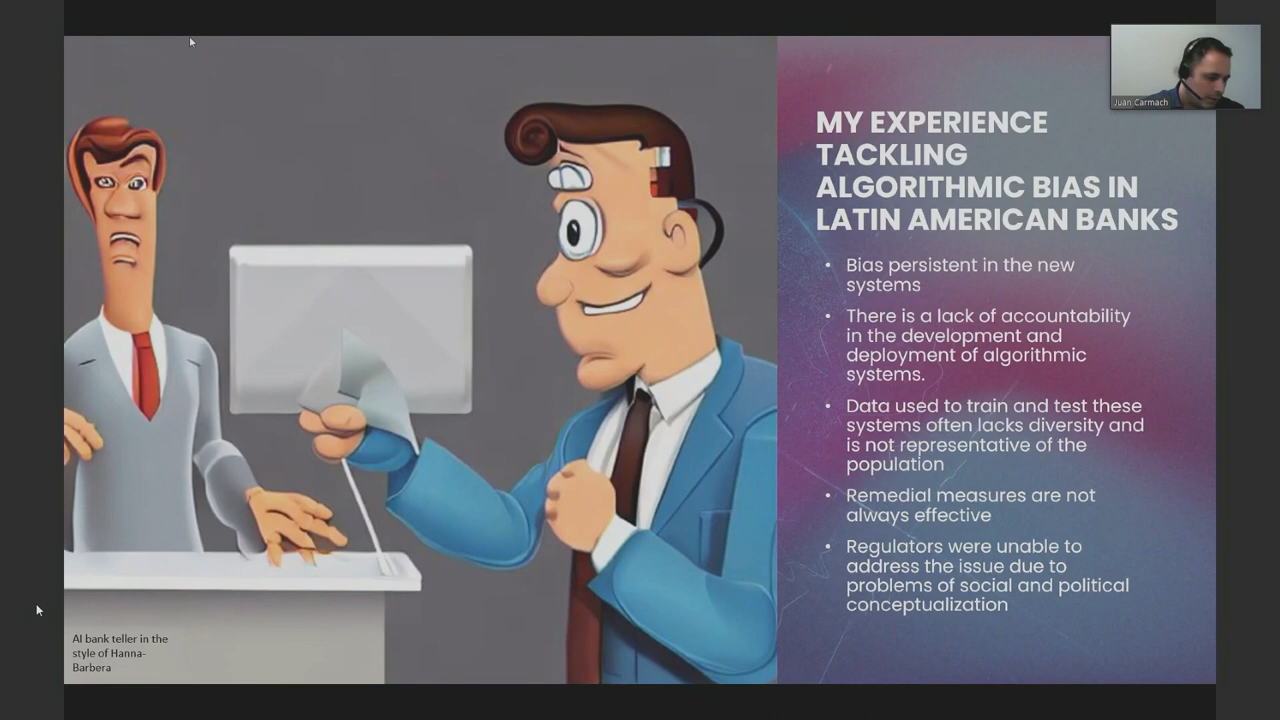 Juan Carmach
MY EXPERIENCE
TACKLING
ALGORITHMIC BIAS IN
LATIN AMERICAN BANKS
• Bias persistent in the new
systems
• There is a lack of accountability
in the development and
deployment of algorithmic
systems.
• Data used to train and test these
systems often lacks diversity and
is not representative of the
population
• Remedial measures are not
always effective
• Regulators were unable to
address the issue due to
problems of social and political
conceptualization
AI bank teller in the
style of Hanna-
Barbera